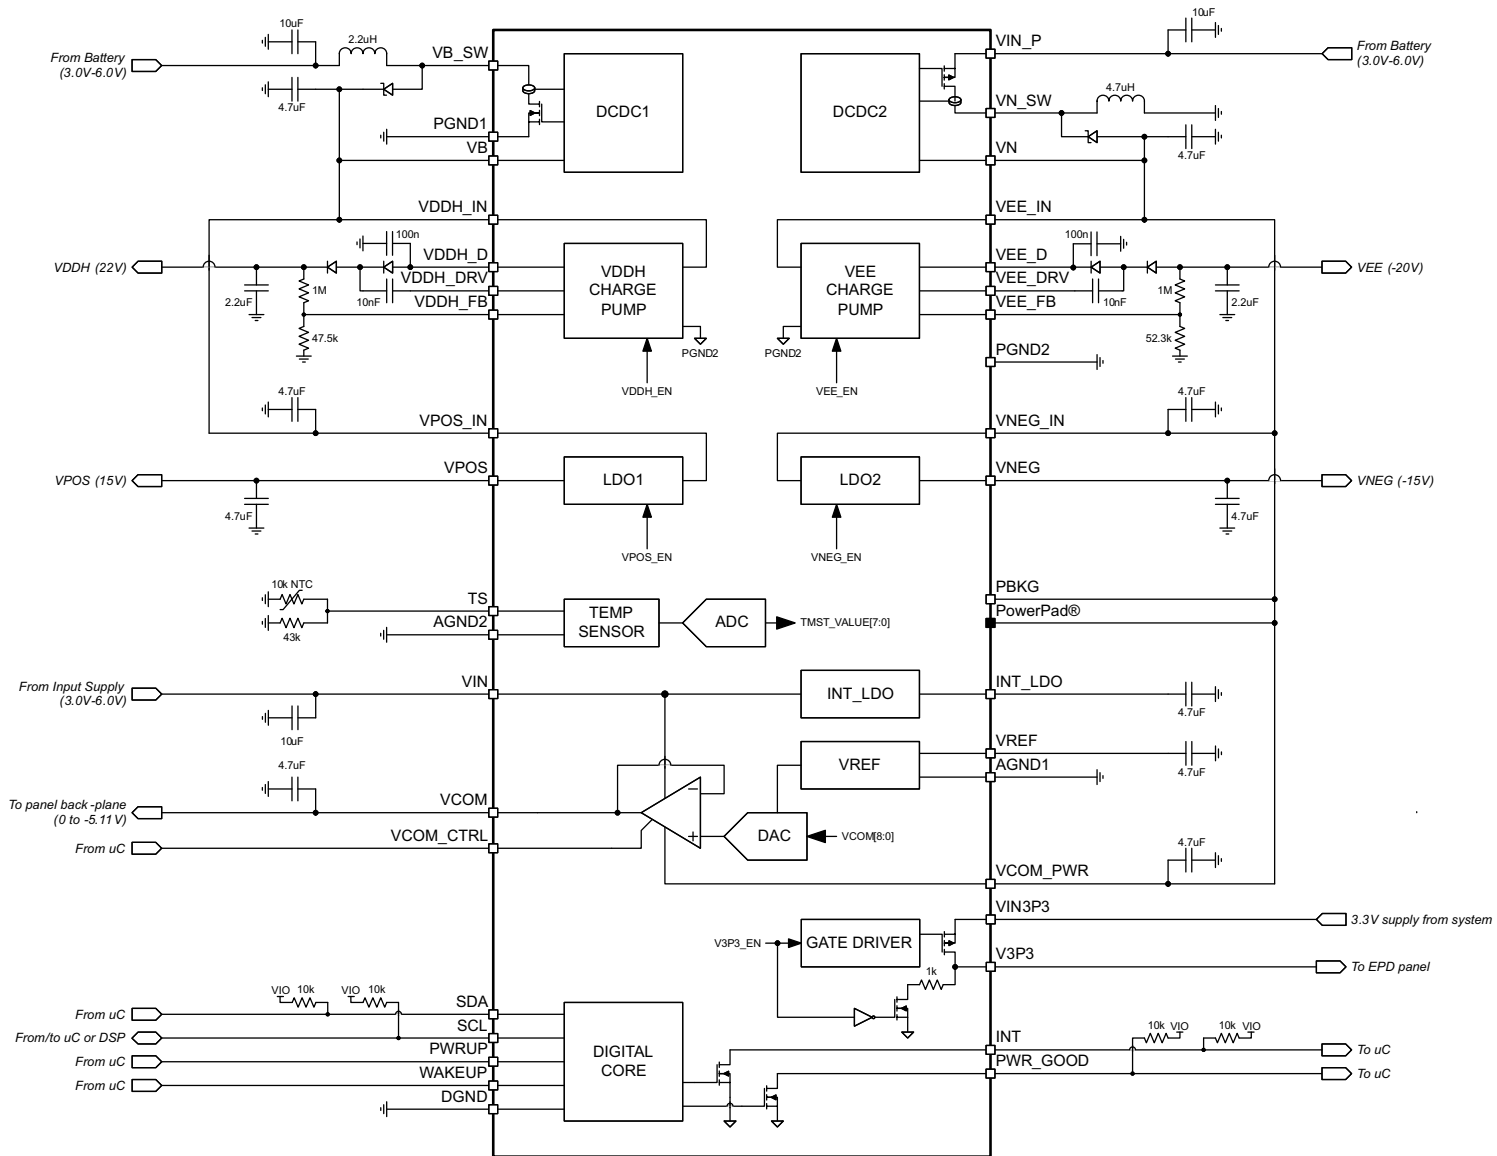 10uF
2.2uH
From Battery
(3.0V-6.0V)
VB_SW
4.7uF
PGND1
VB
DCDC1
DCDC2
VIN_P
10uF
From Battery
(3.0V-6.0V)
VN_SW
4.7uH
VN
4.7uF
VDDH_IN
VEE_IN
100n
VDDH_D
VDDH (22V)
VDDH_DRV
2.2uF
1M
10nF
VDDH_FB
47.5k
VDDH
CHARGE
PUMP
PGND2
VDDH_EN
VEE
CHARGE
PUMP
PGND2
VEE_EN
VEE_D
100n
VEE_DRV
VEE_FB
10nF
1M
2.2uF
VEE (-20V)
52.3k
PGND2
4.7uF
VPOS_IN
VNEG_IN
4.7uF
VPOS (15V)
VPOS
4.7uF
LDO1
VPOS_EN
LDO2
VNEG_EN
VNEG
4.7uF
VNEG (-15V)
10k NTC
43k
TS
AGND2
TEMP
SENSOR
ADC
TMST_VALUE[7:0]
PBKG
PowerPad®
From Input Supply
(3.0V-6.0V)
VIN
10uF
INT_LDO
INT_LDO
4.7uF
VREF
VREF
AGND1
4.7uF
4.7uF
To panel back-plane
(0 to -5.11V)
VCOM
From uC
VCOM_CTRL
−
+
DAC
VCOM[8:0]
4.7uF
VCOM_PWR
VIN3P3
3.3V supply from system
V3P3_EN
GATE DRIVER
V3P3
To EPD panel
1k
VIO
10k
VIO
10k
From uC
SDA
From/to uC or DSP
SCL
From uC
PWRUP
From uC
WAKEUP
DGND
DIGITAL
CORE
10k
VIO
10k
VIO
INT
To uC
PWR_GOOD
To uC